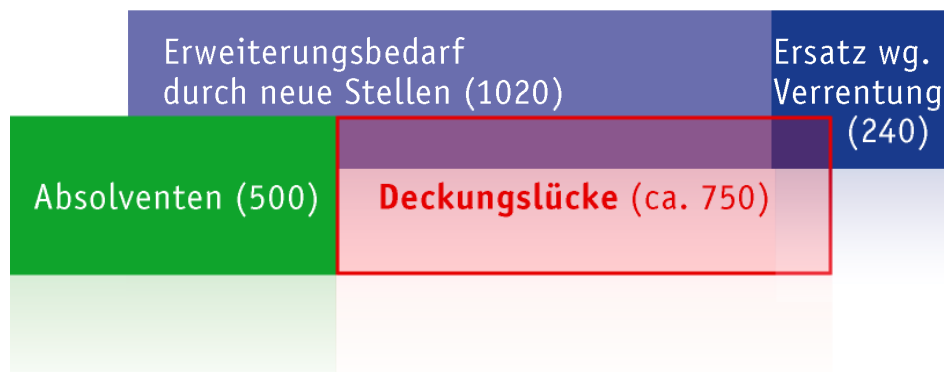 Erweiterungsbedarf
durch neue Stellen (1020)
Ersatz wg.
Verrentung
(240)
Absolventen (500)
Deckungslücke (ca. 750)